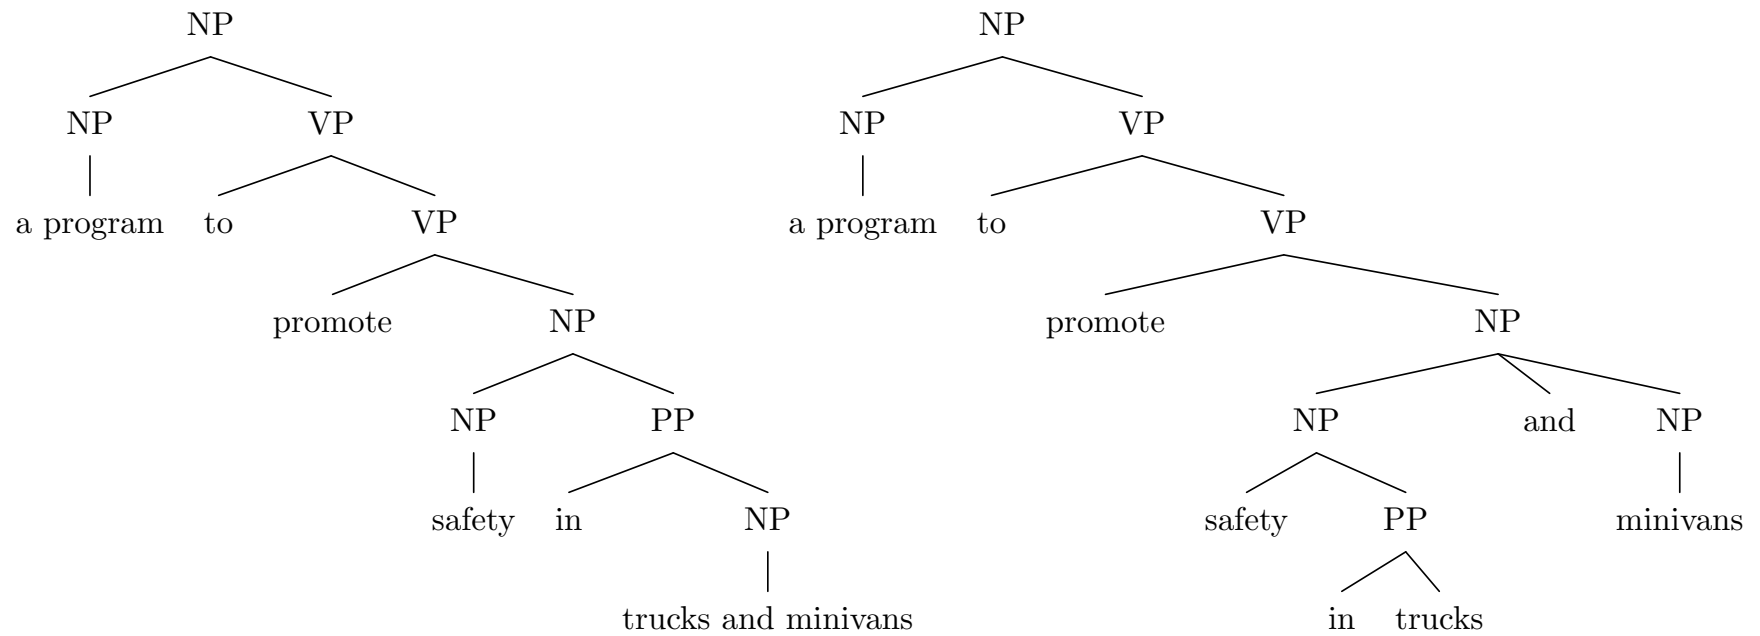 NP NP
NP VP NP VP
a program to VP a program to VP
promote NP promote NP
NP PP NP and NP
safety in NP safety PP minivans
trucks and minivans in trucks